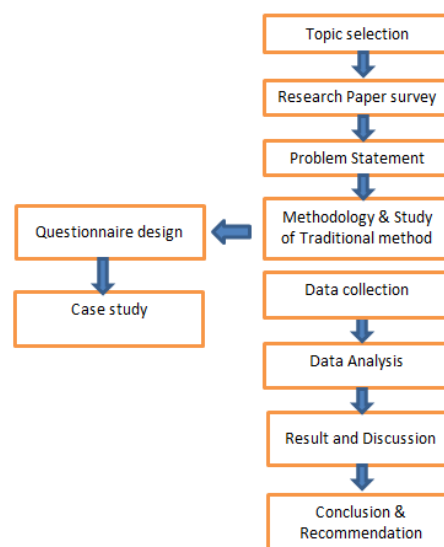 Topic selection
Research Paper survey
Problem Statement
Methodology & Study
of Traditional method
Questionnaire design
Case study
Data collection
Data Analysis
Result and Discussion
Conclusion &
Recommendation